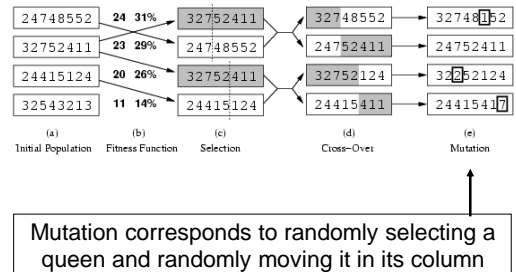 24748552 24 31% 32752411 32748552 32748152
32752411 23 29% 24748552 24752411 24752411
24415124 20 26% 32752411 32752124 32252124
32543213 11 14% 24415124 24415411 24415417
(a) (b) (c) (d) (e)
Initial Population Fitness Function Selection Cross-Over Mutation
Mutation corresponds to randomly selecting a
queen and randomly moving it in its column